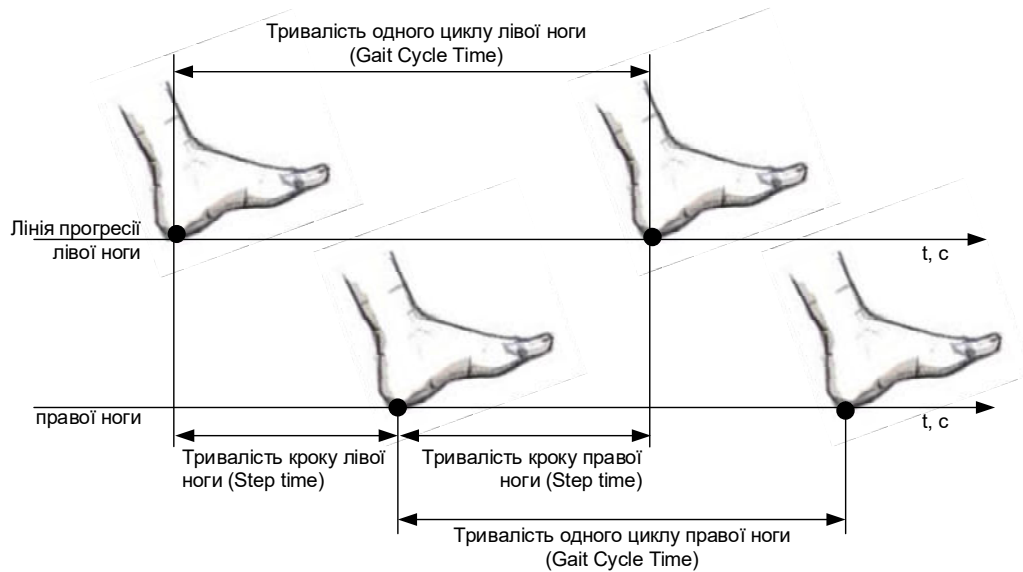 Тривалість одного циклу лівої ноги
(Gait Cycle Time)
Лінія прогресії
лівої ноги
t, c
правої ноги
t, c
Тривалість кроку лівої
ноги (Step time)
Тривалість кроку правої
ноги (Step time)
Тривалість одного циклу правої ноги
(Gait Cycle Time)